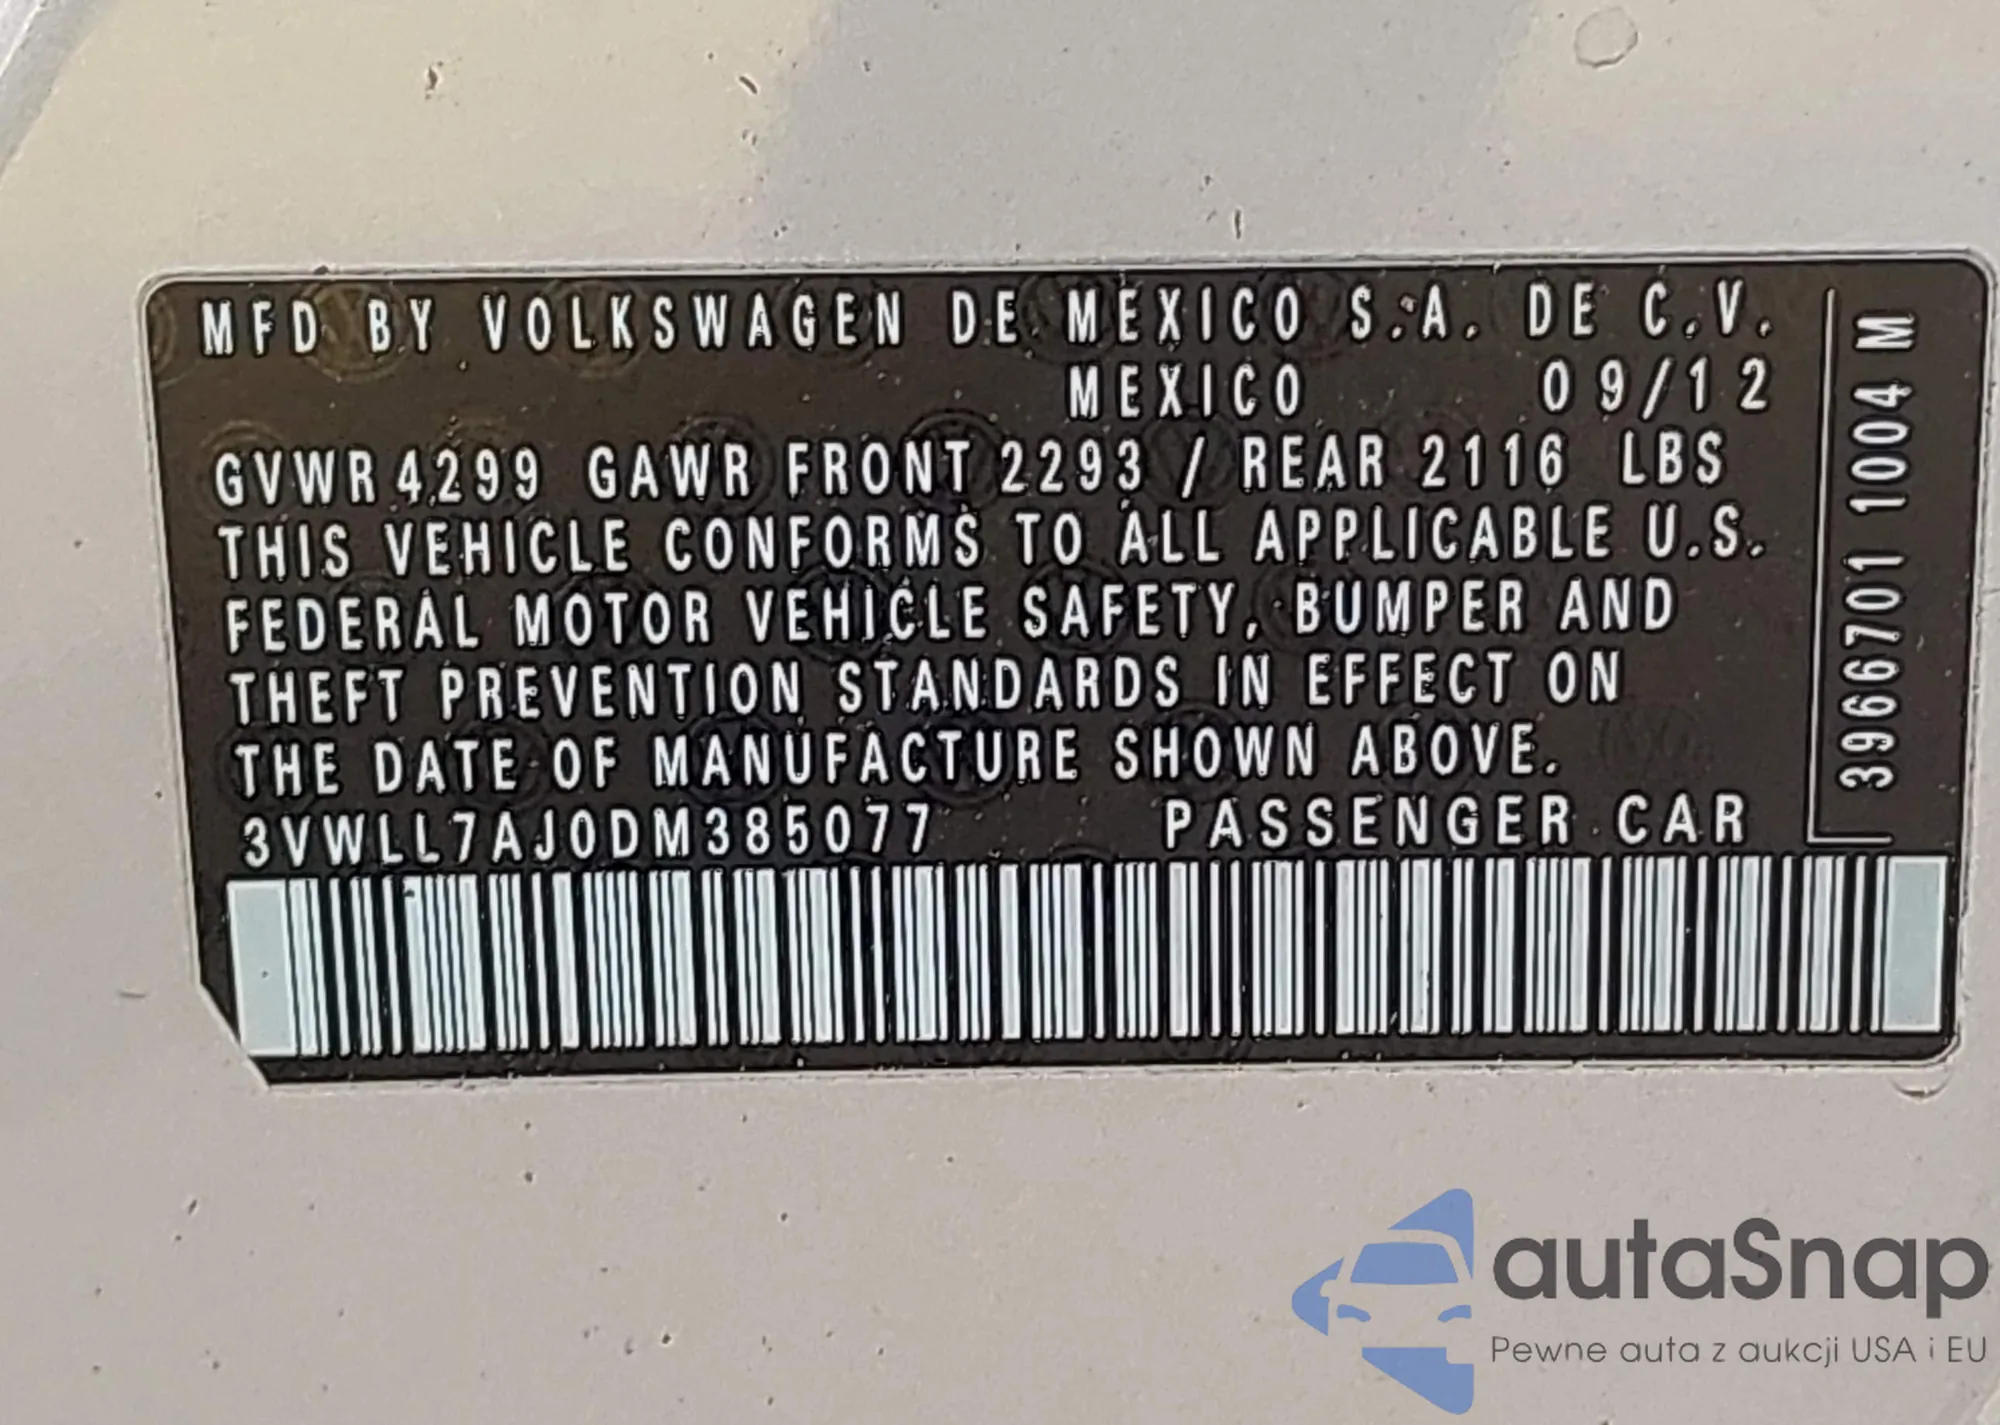 MFD BY VOLKSWAGEN DE MEXICO S.A. DE C.V.
MEXICO 09/12
GVWR 4299 GAWR FRONT 2293 / REAR 2116 LBS
THIS VEHICLE CONFORMS TO ALL APPLICABLE U.S.
FEDERAL MOTOR VEHICLE SAFETY, BUMPER AND
THEFT PREVENTION STANDARDS IN EFFECT ON
THE DATE OF MANUFACTURE SHOWN ABOVE.
3VWLL7AJ0DM385077 PASSENGER CAR
3966701 1004 M
autaSnap
Pewne auta z aukcji USA i EU